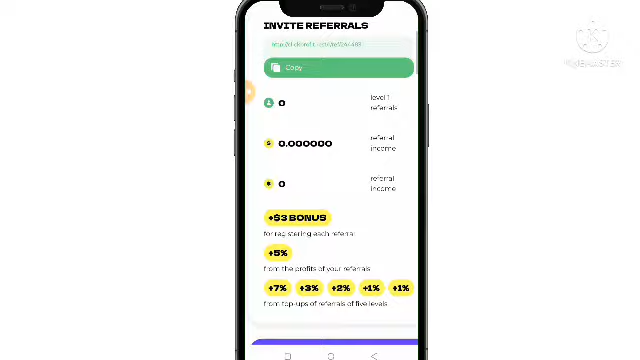 INVITE REFERRALS
Copy
0
level 1
referrals
0.000000
referral
income
0
referral
income
+$3 BONUS
for registering each referral
+5%
from the profits of your referrals
+7% +3% +2% +1% +1%
from top-ups of referrals of five levels